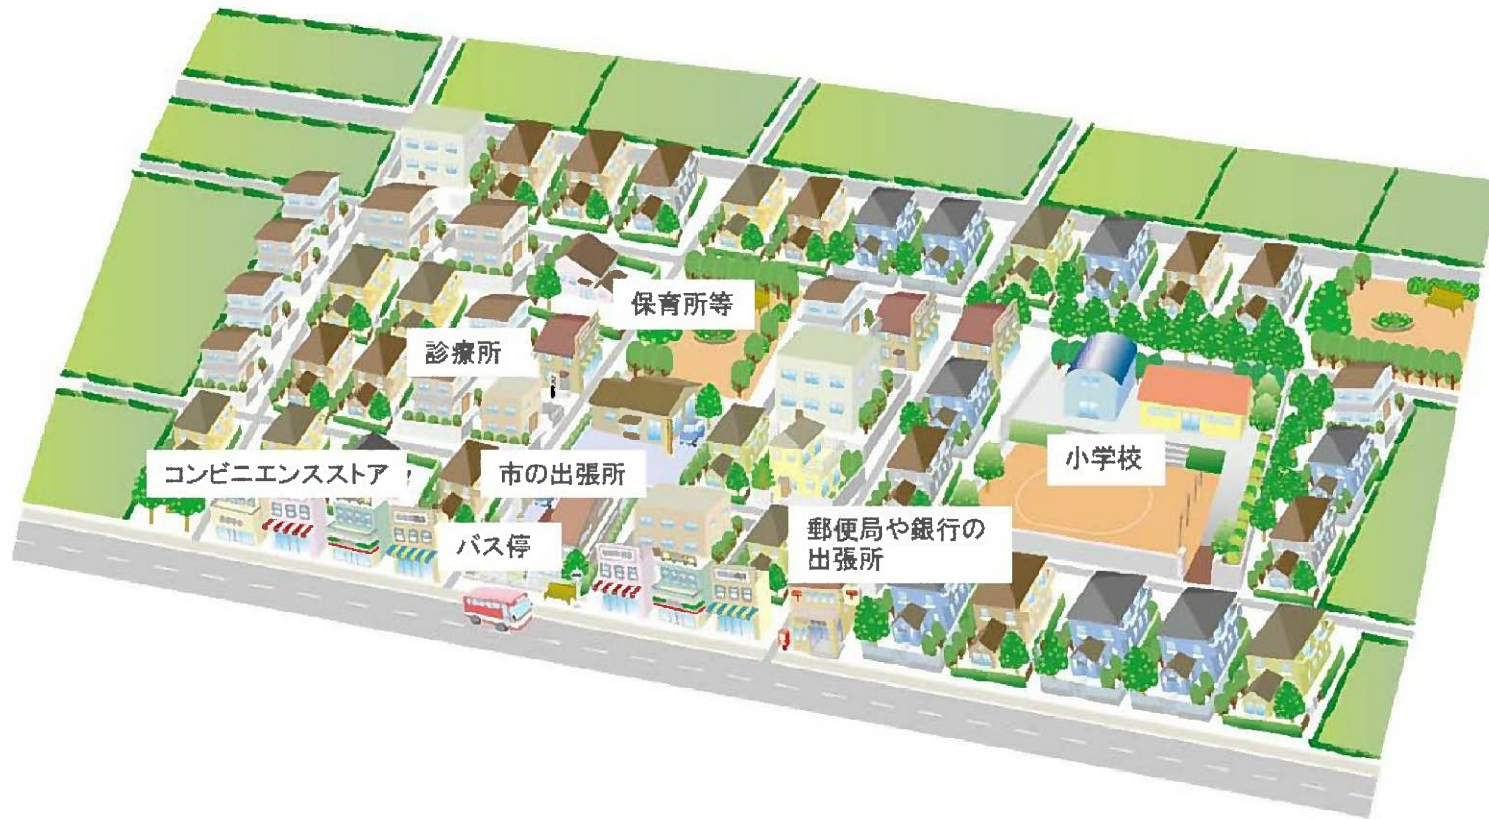 保育所等
診療所
小学校
コンビニエンスストア
市の出張所
バス停
郵便局や銀行の
出張所